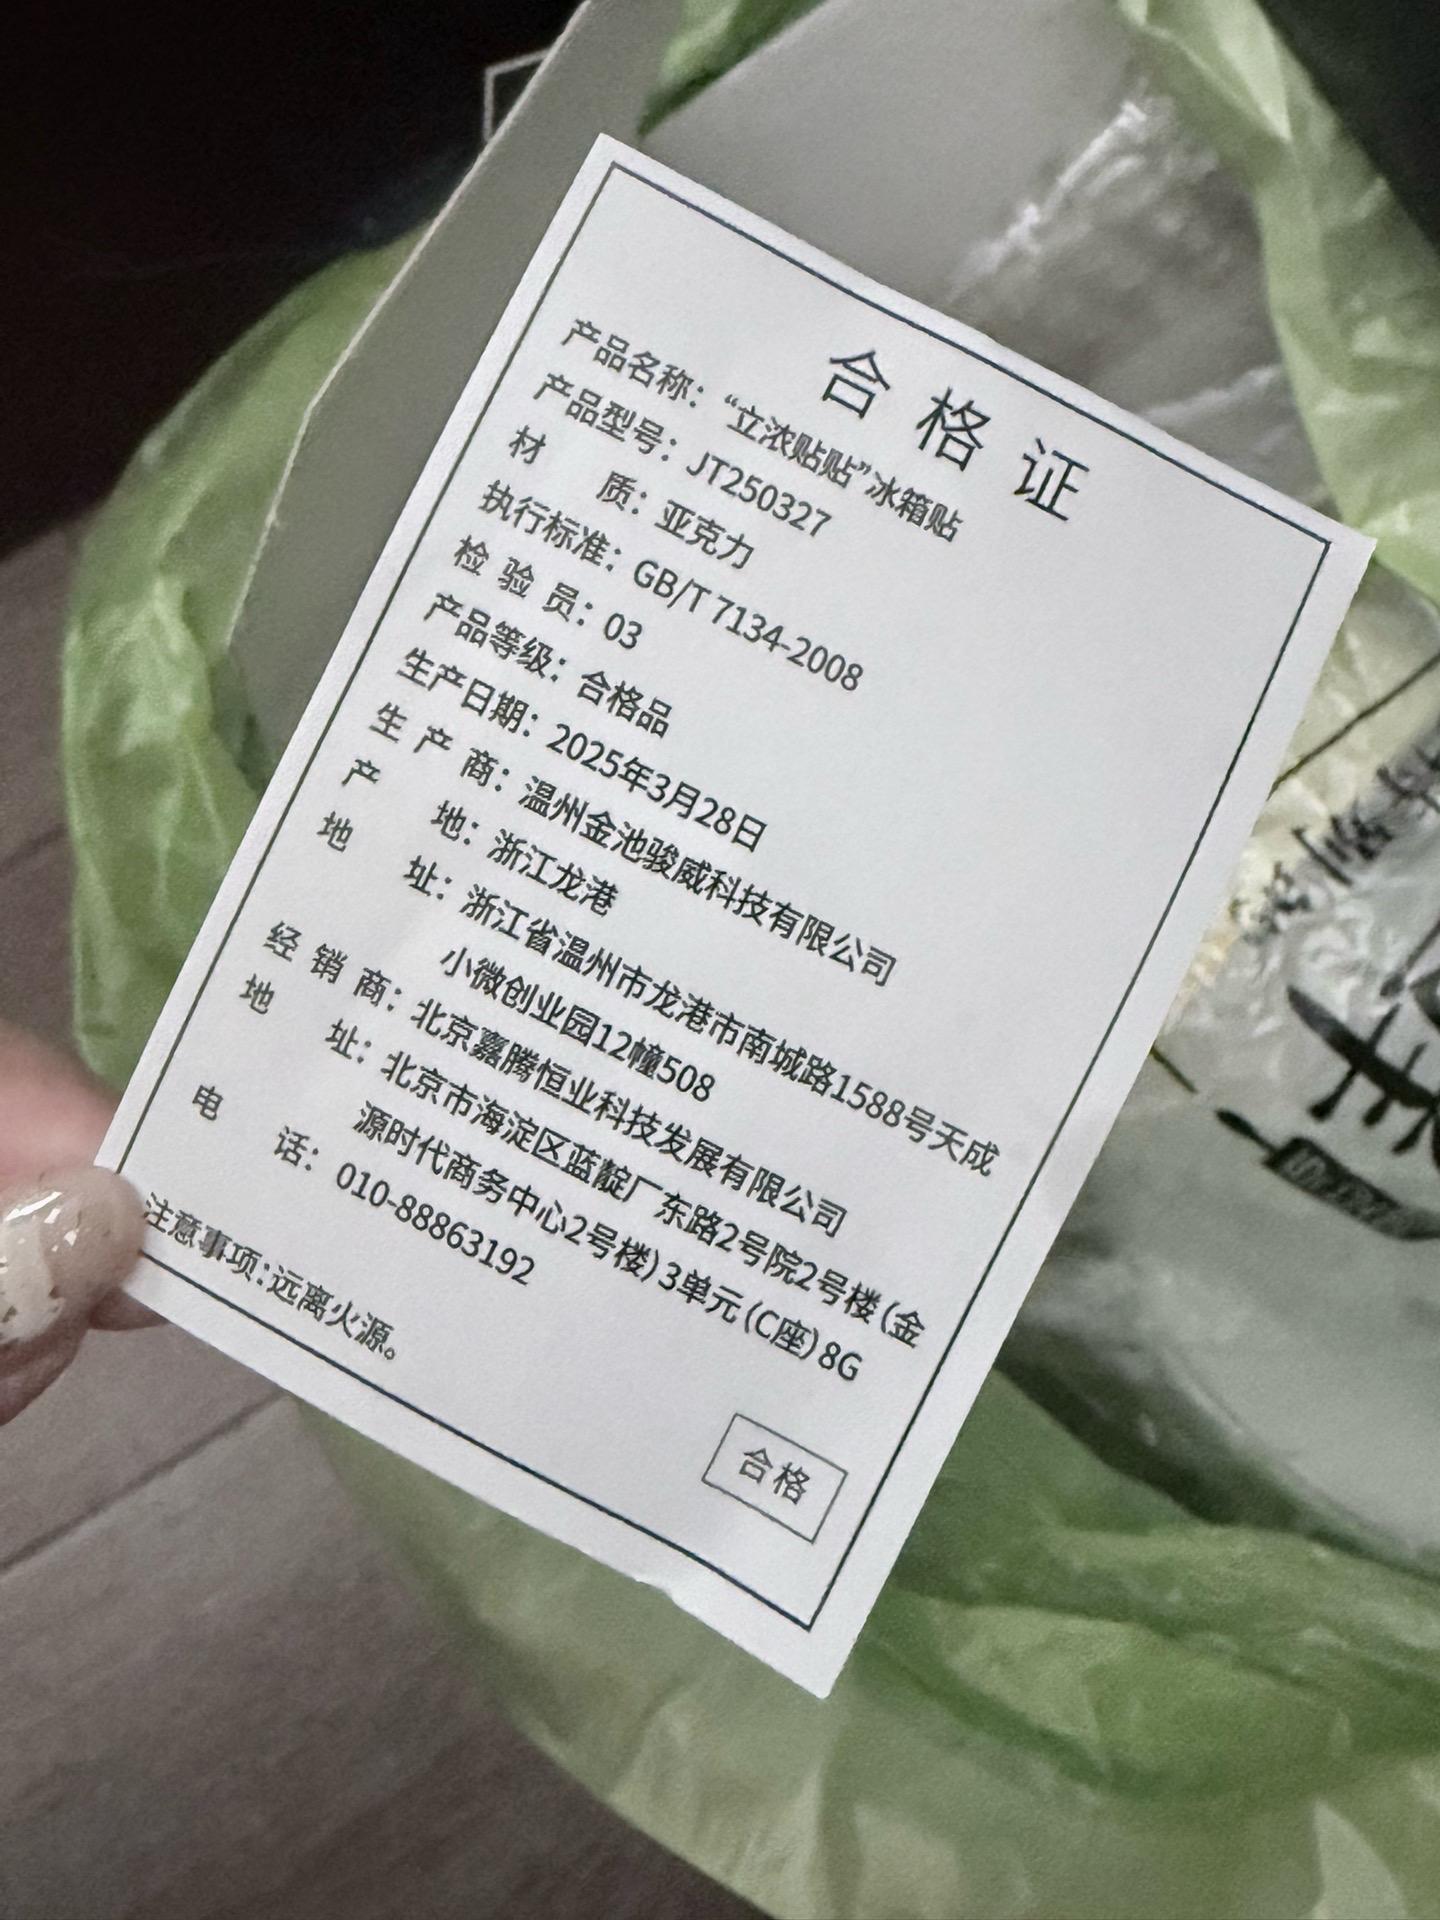 合格证
产品名称：“立浓贴贴”冰箱贴
产品型号：JT250327
材 质：亚克力
执行标准：GB/T 7134-2008
检 验 员：03
产品等级：合格品
生产日期：2025年3月28日
生 产 商：温州金池骏威科技有限公司
产 地：浙江龙港
地 址：浙江省温州市龙港市南城路1588号天成
小微创业园12幢508
经 销 商：北京嘉腾恒业科技发展有限公司
地 址：北京市海淀区蓝靛厂东路2号院2号楼（金
源时代商务中心2号楼）3单元（C座）8G
电 话：010-88863192
注意事项：远离火源。
合格